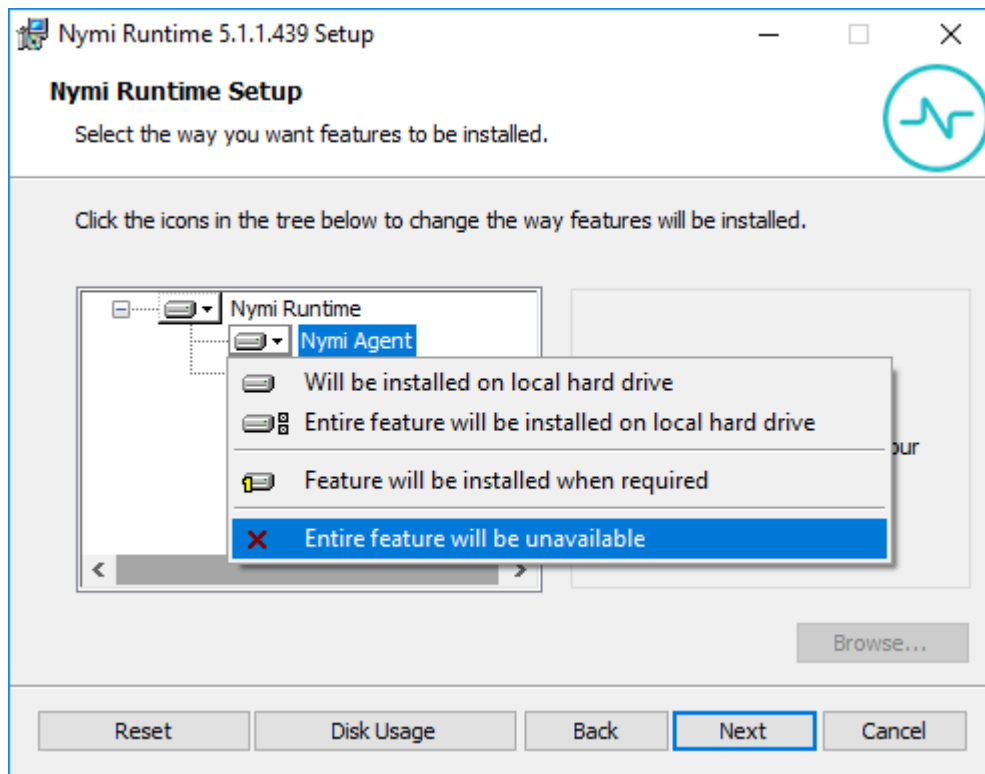 Nymi Runtime 5.1.1.439 Setup
Nymi Runtime Setup
Select the way you want features to be installed.
Click the icons in the tree below to change the way features will be installed.
Nymi Runtime
Nymi Agent
Will be installed on local hard drive
Entire feature will be installed on local hard drive
Feature will be installed when required
Entire feature will be unavailable
Browse...
Reset
Disk Usage
Back
Next
Cancel